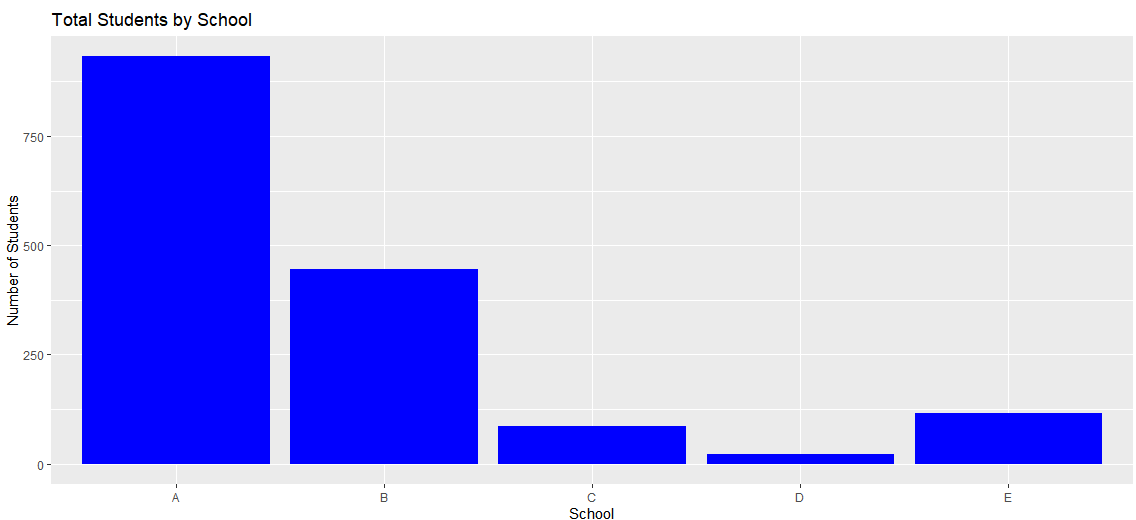 Total Students by School
Number of Students
750
500
250
0
A B C D E
School